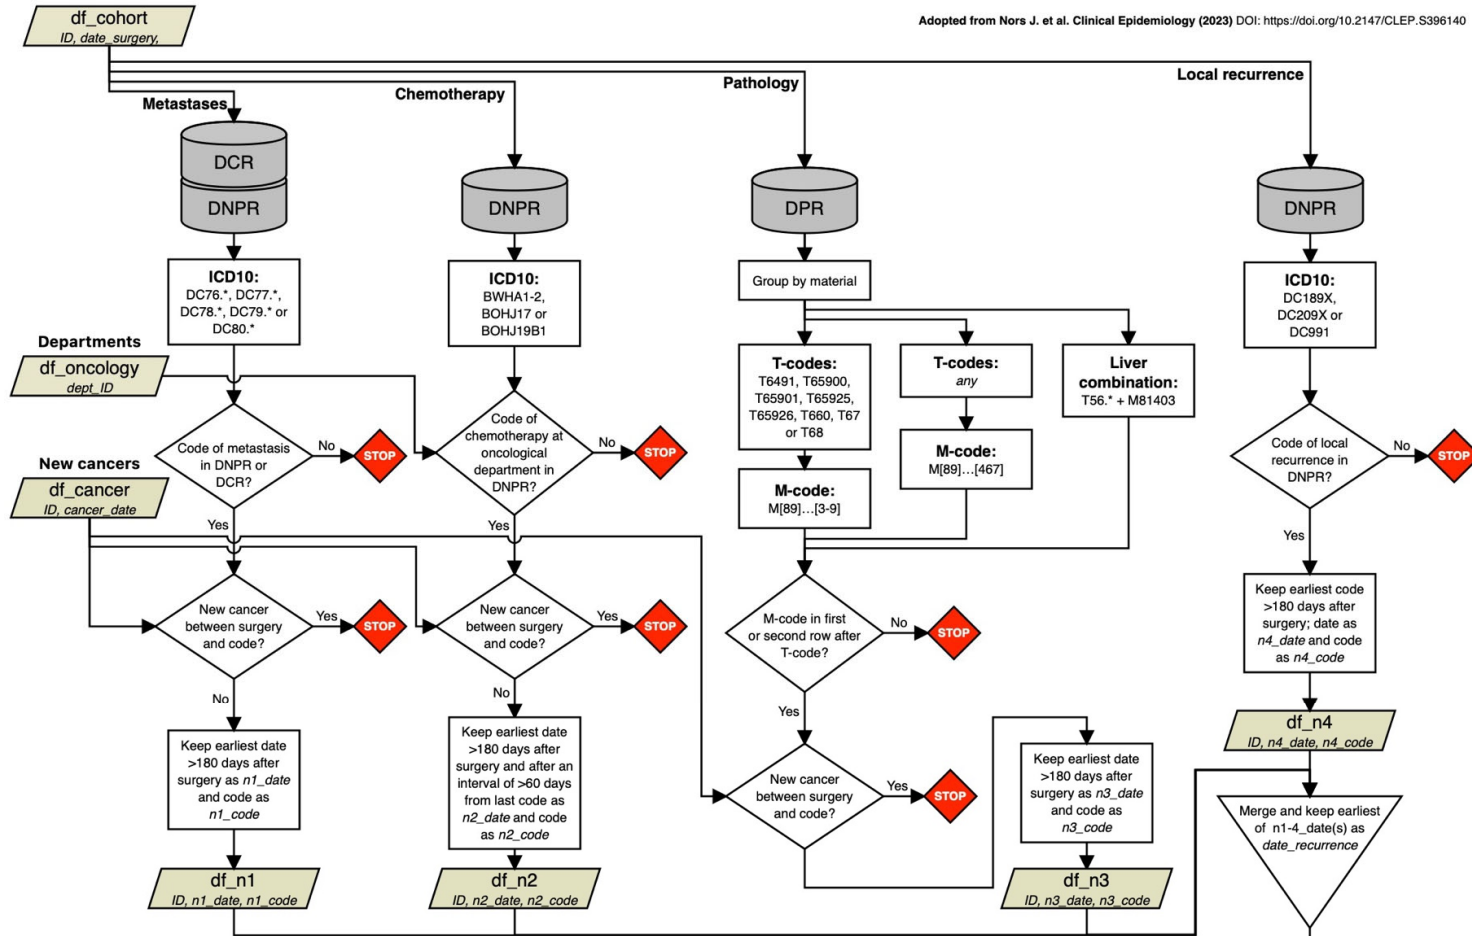 df_cohort
ID, date_surgery,
Adopted from Nors J. et al. Clinical Epidemiology (2023) DOI: https://doi.org/10.2147/CLEP.S396140
Metastases
Chemotherapy
Pathology
Local recurrence
DCR
DNPR
DNPR
DPR
DNPR
ICD10:
DC76.*, DC77.*,
DC78.*, DC79.* or
DC80.*
ICD10:
BWHA1-2,
BOHJ17 or
BOHJ19B1
Group by material
ICD10:
DC189X,
DC209X or
DC991
Departments
df_oncology
dept_ID
T-codes:
T6491, T65900,
T65901, T65925,
T65926, T660, T67
or T68
T-codes:
any
Liver
combination:
T56.* + M81403
Code of metastasis
in DNPR or
DCR?
No
STOP
Code of
chemotherapy at
oncological
department in
DNPR?
No
STOP
M-code:
M[89]...[3-9]
M-code:
M[89]...[467]
Code of local
recurrence in
DNPR?
No
STOP
New cancers
df_cancer
ID, cancer_date
Yes
Yes
Yes
New cancer
between surgery
and code?
Yes
STOP
New cancer
between surgery
and code?
Yes
STOP
M-code in first
or second row after
T-code?
No
STOP
Keep earliest code
>180 days after
surgery; date as
n4_date and code
as n4_code
No
No
Yes
Keep earliest date
>180 days after
surgery as n1_date
and code as
n1_code
Keep earliest date
>180 days after
surgery and after an
interval of >60 days
from last code as
n2_date and code
as n2_code
New cancer
between surgery
and code?
Yes
STOP
Keep earliest date
>180 days after
surgery as n3_date
and code as
n3_code
df_n4
ID, n4_date, n4_code
Merge and keep earliest
of n1-4_date(s) as
date_recurrence
df_n1
ID, n1_date, n1_code
df_n2
ID, n2_date, n2_code
df_n3
ID, n3_date, n3_code